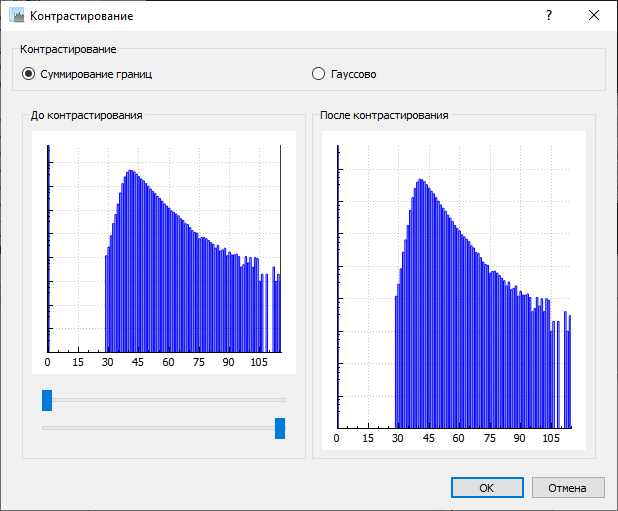 Контрастирование
?
Контрастирование
Суммирование границ
Гауссово
До контрастирования
После контрастирования
0 15 30 45 60 75 90 105
0 15 30 45 60 75 90 105
OK
Отмена